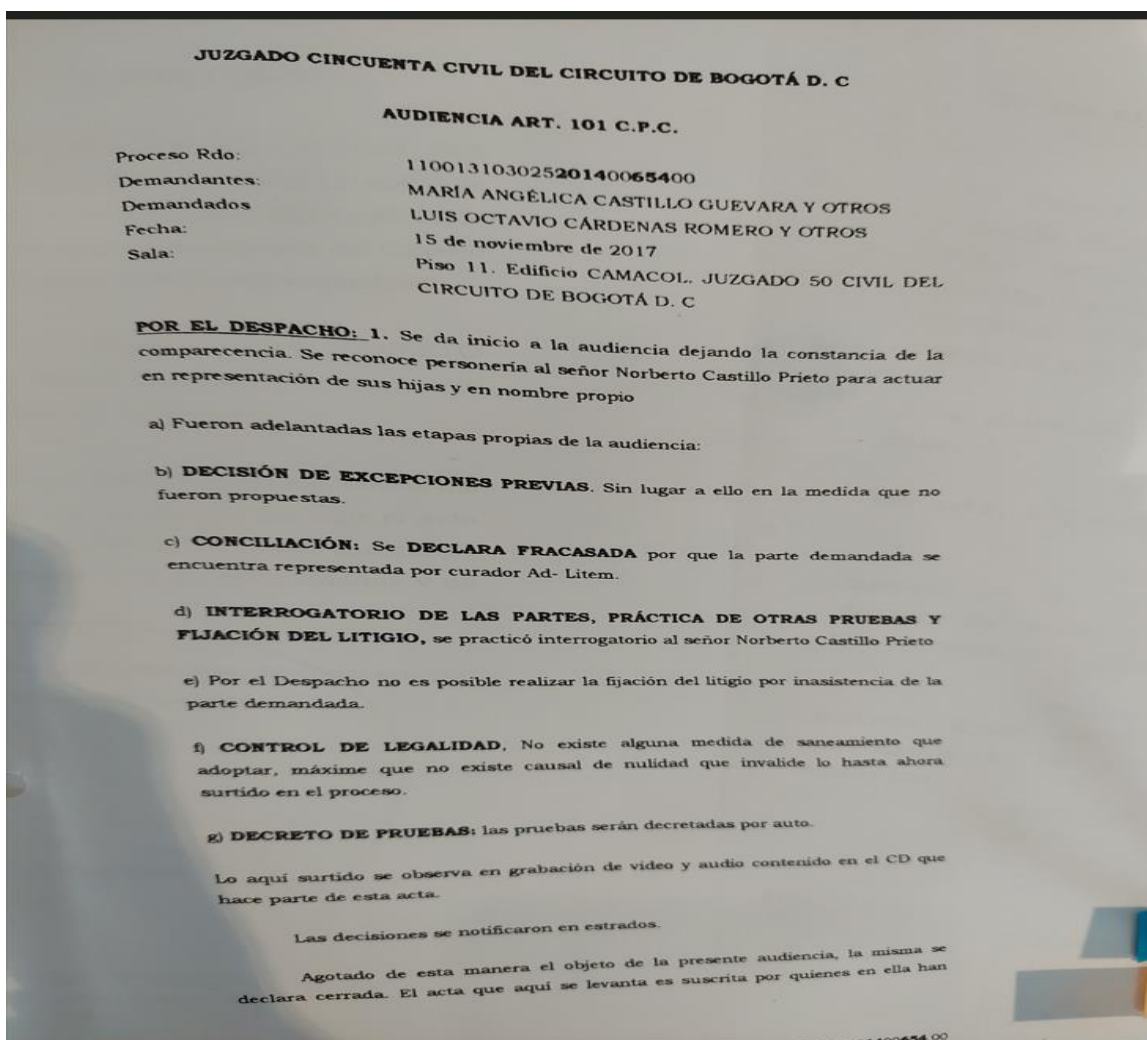 JUZGADO CINCUENTA CIVIL DEL CIRCUITO DE BOGOTÁ D. C
AUDIENCIA ART. 101 C.P.C.
Proceso Rdo: 11001310302520140065400
Demandantes: MARÍA ANGÉLICA CASTILLO GUEVARA Y OTROS
Demandados LUIS OCTAVIO CÁRDENAS ROMERO Y OTROS
Fecha: 15 de noviembre de 2017
Sala: Piso 11. Edificio CAMACOL. JUZGADO 50 CIVIL DEL
CIRCUITO DE BOGOTÁ D. C
POR EL DESPACHO: 1. Se da inicio a la audiencia dejando la constancia de la
comparecencia. Se reconoce personería al señor Norberto Castillo Prieto para actuar
en representación de sus hijas y en nombre propio
a) Fueron adelantadas las etapas propias de la audiencia:
b) DECISIÓN DE EXCEPCIONES PREVIAS. Sin lugar a ello en la medida que no
fueron propuestas.
c) CONCILIACIÓN: Se DECLARA FRACASADA por que la parte demandada se
encuentra representada por curador Ad- Litem.
d) INTERROGATORIO DE LAS PARTES, PRÁCTICA DE OTRAS PRUEBAS Y
FIJACIÓN DEL LITIGIO, se practicó interrogatorio al señor Norberto Castillo Prieto
e) Por el Despacho no es posible realizar la fijación del litigio por inasistencia de la
parte demandada.
f) CONTROL DE LEGALIDAD, No existe alguna medida de saneamiento que
adoptar, máxime que no existe causal de nulidad que invalide lo hasta ahora
surtido en el proceso.
g) DECRETO DE PRUEBAS: las pruebas serán decretadas por auto.
Lo aquí surtido se observa en grabación de video y audio contenido en el CD que
hace parte de esta acta.
Las decisiones se notificaron en estrados.
Agotado de esta manera el objeto de la presente audiencia, la misma se
declara cerrada. El acta que aquí se levanta es suscrita por quienes en ella han